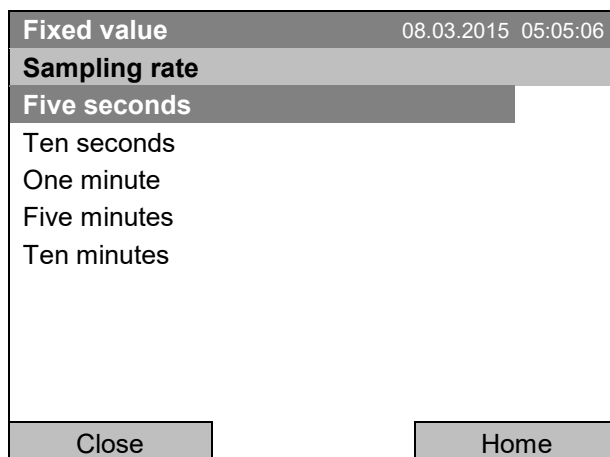 Fixed value 08.03.2015 05:05:06
Sampling rate
Five seconds
Ten seconds
One minute
Five minutes
Ten minutes
Close Home